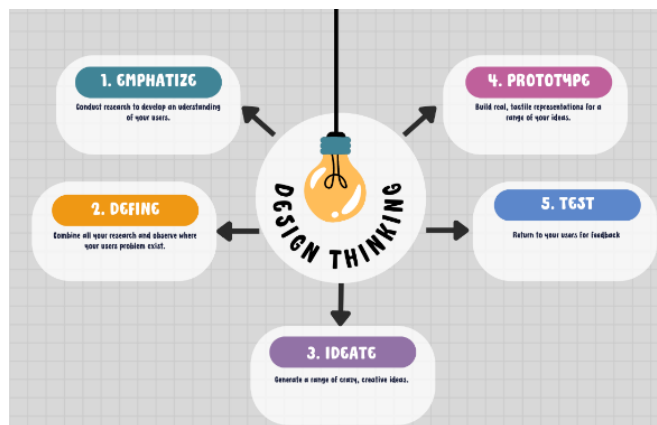 1. EMPHATIZE
Conduct research to develop an uderstanding
of your users.
2. DEFINE
Combine all your research and observe where
your users problem exist.
3. IDEATE
Generate a range of crazy, creative ideas.
4. PROTOTYPE
Build real, tactile representations for a
range of your ideas.
5. TEST
Return to your users for feedback
DESIGN THINKING